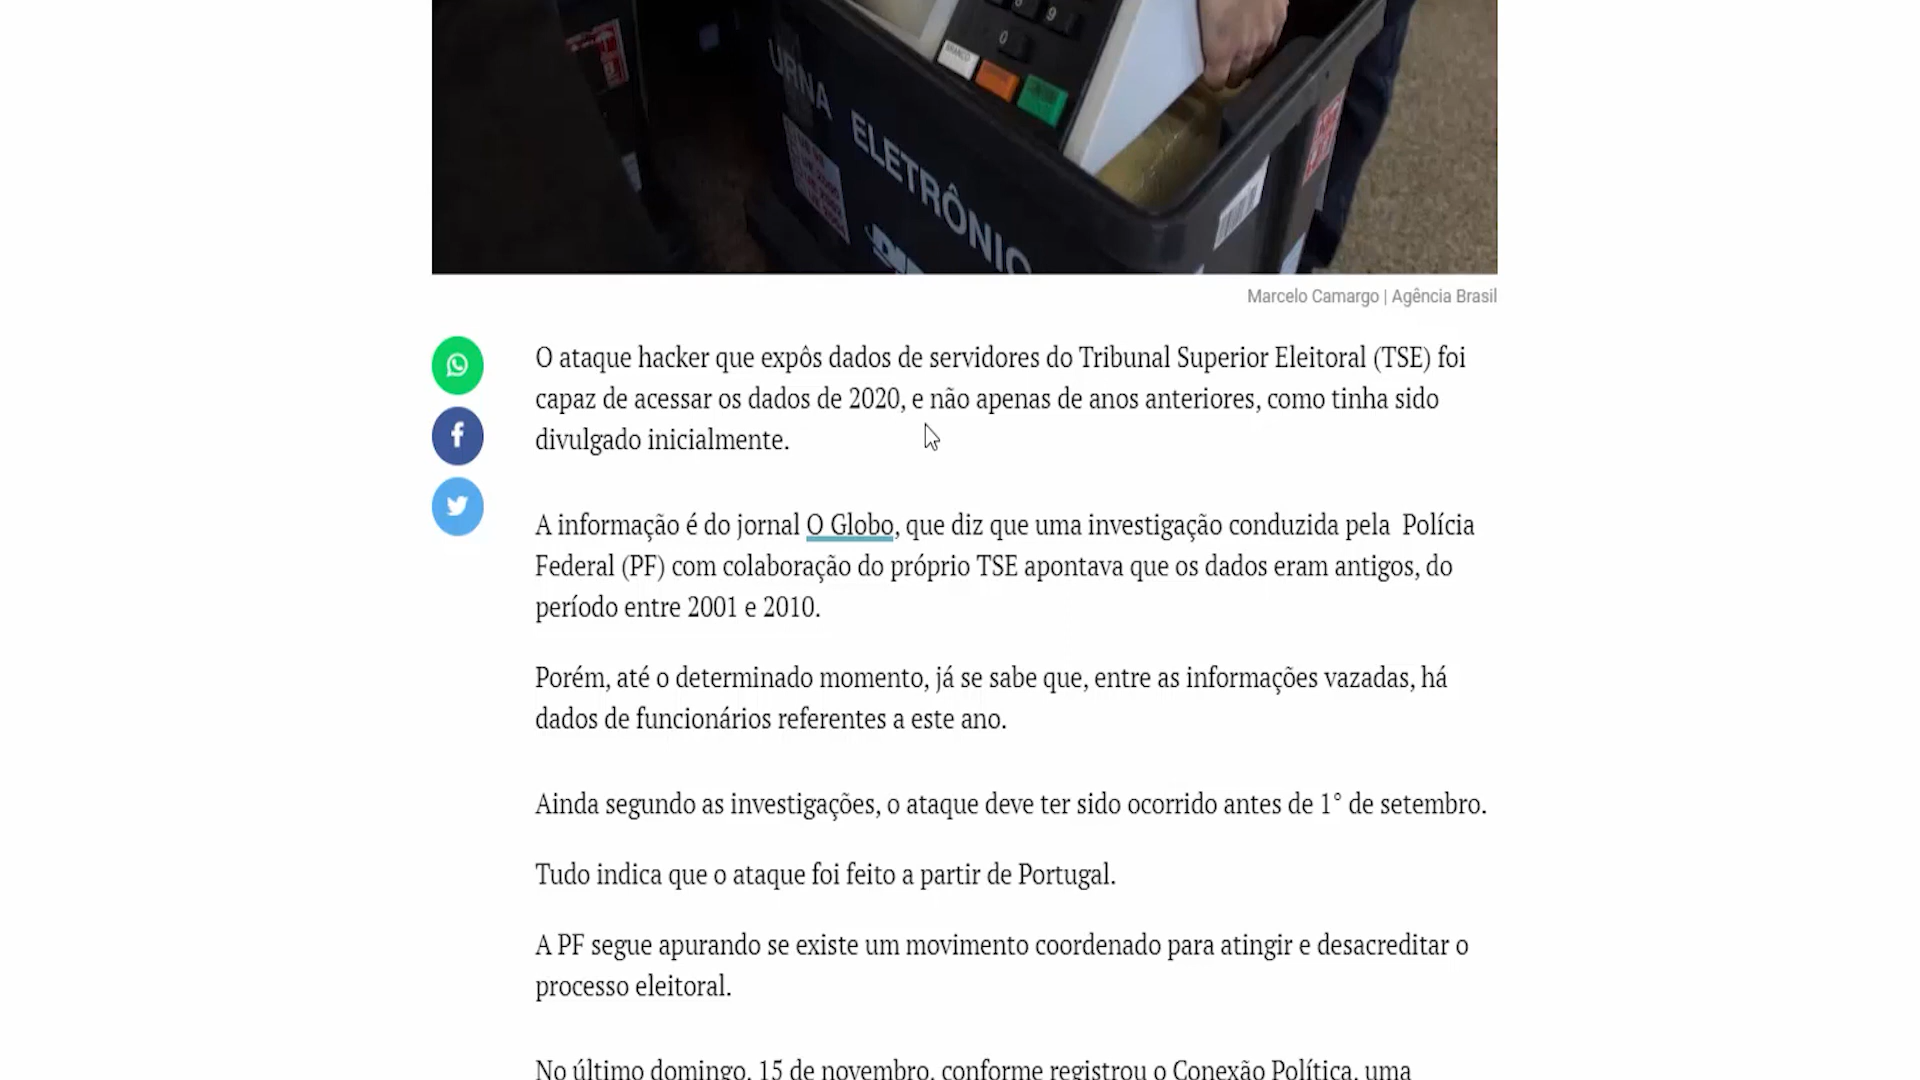 9
0
BRANCO
URNA
ELETRÔNIC
Marcelo Camargo | Agência Brasil
O ataque hacker que expôs dados de servidores do Tribunal Superior Eleitoral (TSE) foi
capaz de acessar os dados de 2020, e não apenas de anos anteriores, como tinha sido
divulgado inicialmente.
A informação é do jornal O Globo, que diz que uma investigação conduzida pela Polícia
Federal (PF) com colaboração do próprio TSE apontava que os dados eram antigos, do
período entre 2001 e 2010.
Porém, até o determinado momento, já se sabe que, entre as informações vazadas, há
dados de funcionários referentes a este ano.
Ainda segundo as investigações, o ataque deve ter sido ocorrido antes de 1° de setembro.
Tudo indica que o ataque foi feito a partir de Portugal.
A PF segue apurando se existe um movimento coordenado para atingir e desacreditar o
processo eleitoral.
No último domingo, 15 de novembro, conforme registrou o Conexão Política, uma